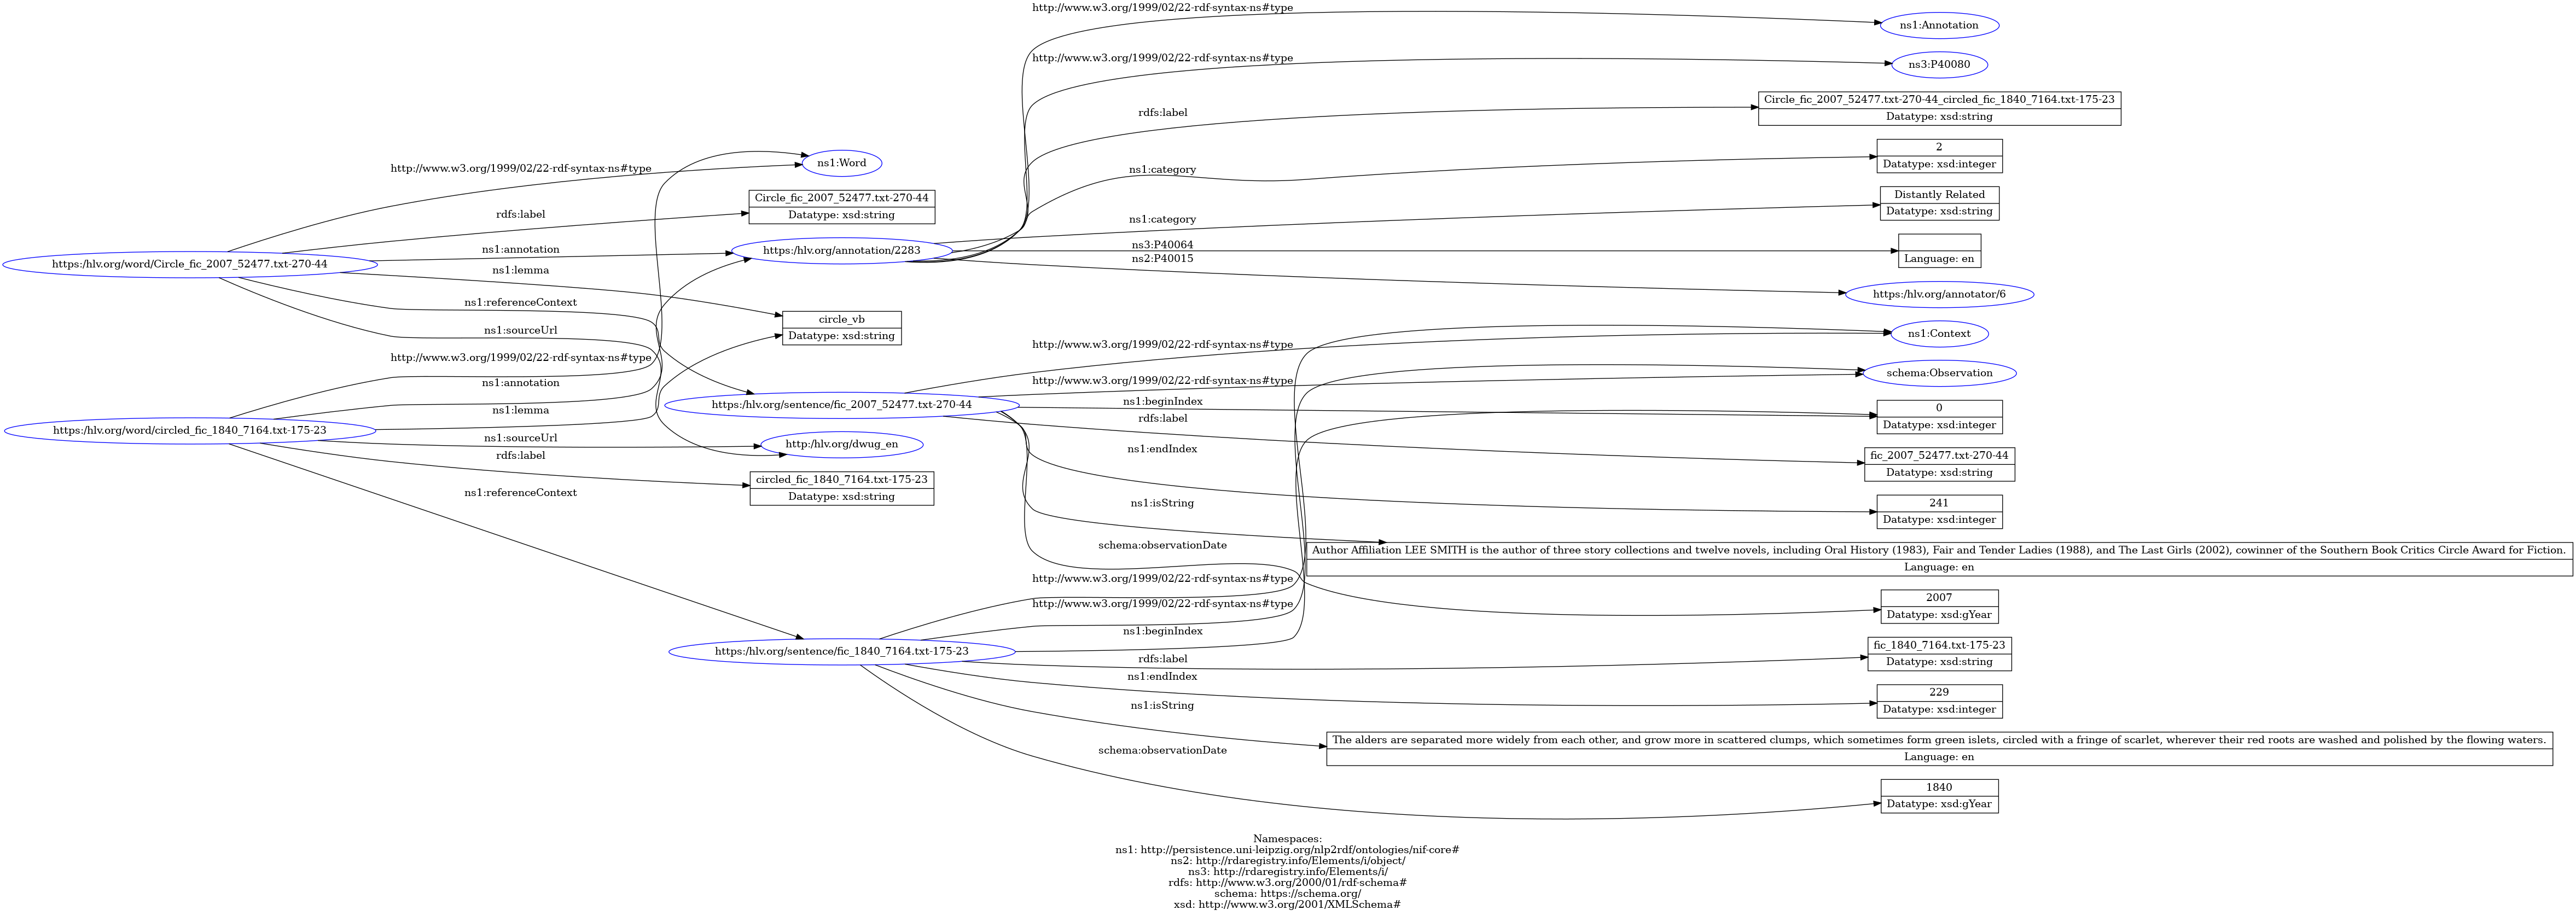 http://www.w3.org/1999/02/22-rdf-syntax-ns#type
ns1:Annotation
http://www.w3.org/1999/02/22-rdf-syntax-ns#type
ns3:P40080
rdfs:label
Circle_fic_2007_52477.txt-270-44_circled_fic_1840_7164.txt-175-23
Datatype: xsd:string
http://www.w3.org/1999/02/22-rdf-syntax-ns#type
ns1:Word
ns1:category
2
Datatype: xsd:integer
rdfs:label
Circle_fic_2007_52477.txt-270-44
Datatype: xsd:string
ns1:category
Distantly Related
Datatype: xsd:string
https:/hlv.org/word/Circle_fic_2007_52477.txt-270-44
ns1:annotation
https:/hlv.org/annotation/2283
ns3:P40064
Language: en
ns2:P40015
https:/hlv.org/annotator/6
ns1:lemma
circle_vb
Datatype: xsd:string
ns1:referenceContext
ns1:sourceUrl
http://www.w3.org/1999/02/22-rdf-syntax-ns#type
ns1:Context
http://www.w3.org/1999/02/22-rdf-syntax-ns#type
ns1:annotation
http://www.w3.org/1999/02/22-rdf-syntax-ns#type
schema:Observation
ns1:lemma
https:/hlv.org/sentence/fic_2007_52477.txt-270-44
ns1:beginIndex
0
Datatype: xsd:integer
https:/hlv.org/word/circled_fic_1840_7164.txt-175-23
ns1:sourceUrl
http:/hlv.org/dwug_en
rdfs:label
fic_2007_52477.txt-270-44
Datatype: xsd:string
rdfs:label
circled_fic_1840_7164.txt-175-23
Datatype: xsd:string
ns1:endIndex
241
Datatype: xsd:integer
ns1:referenceContext
ns1:isString
Author Affiliation LEE SMITH is the author of three story collections and twelve novels, including Oral History (1983), Fair and Tender Ladies (1988), and The Last Girls (2002), cowinner of the Southern Book Critics Circle Award for Fiction.
Language: en
schema:observationDate
2007
Datatype: xsd:gYear
http://www.w3.org/1999/02/22-rdf-syntax-ns#type
http://www.w3.org/1999/02/22-rdf-syntax-ns#type
ns1:beginIndex
https:/hlv.org/sentence/fic_1840_7164.txt-175-23
rdfs:label
fic_1840_7164.txt-175-23
Datatype: xsd:string
ns1:endIndex
229
Datatype: xsd:integer
ns1:isString
The alders are separated more widely from each other, and grow more in scattered clumps, which sometimes form green islets, circled with a fringe of scarlet, wherever their red roots are washed and polished by the flowing waters.
Language: en
schema:observationDate
1840
Datatype: xsd:gYear
Namespaces:
ns1: http://persistence.uni-leipzig.org/nlp2rdf/ontologies/nif-core#
ns2: http://rdaregistry.info/Elements/i/object/
ns3: http://rdaregistry.info/Elements/i/
rdfs: http://www.w3.org/2000/01/rdf-schema#
schema: https://schema.org/
xsd: http://www.w3.org/2001/XMLSchema#